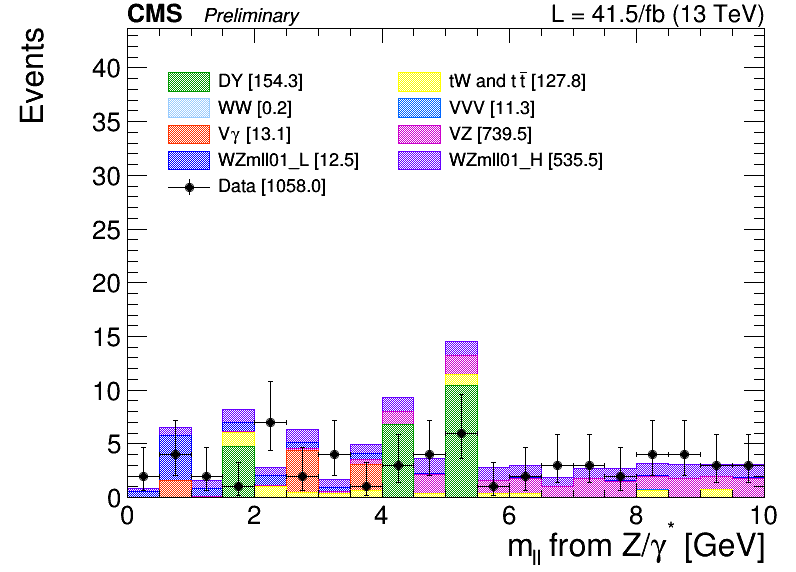 CMS Preliminary L = 41.5/fb (13 TeV)
Events
40
35
30
25
20
15
10
5
0
DY [154.3]
tW and tt̅ [127.8]
WW [0.2]
VVV [11.3]
Vγ [13.1]
VZ [739.5]
WZmll01_L [12.5]
WZmll01_H [535.5]
Data [1058.0]
0 2 4 6 8 10
m_ll from Z/γ* [GeV]